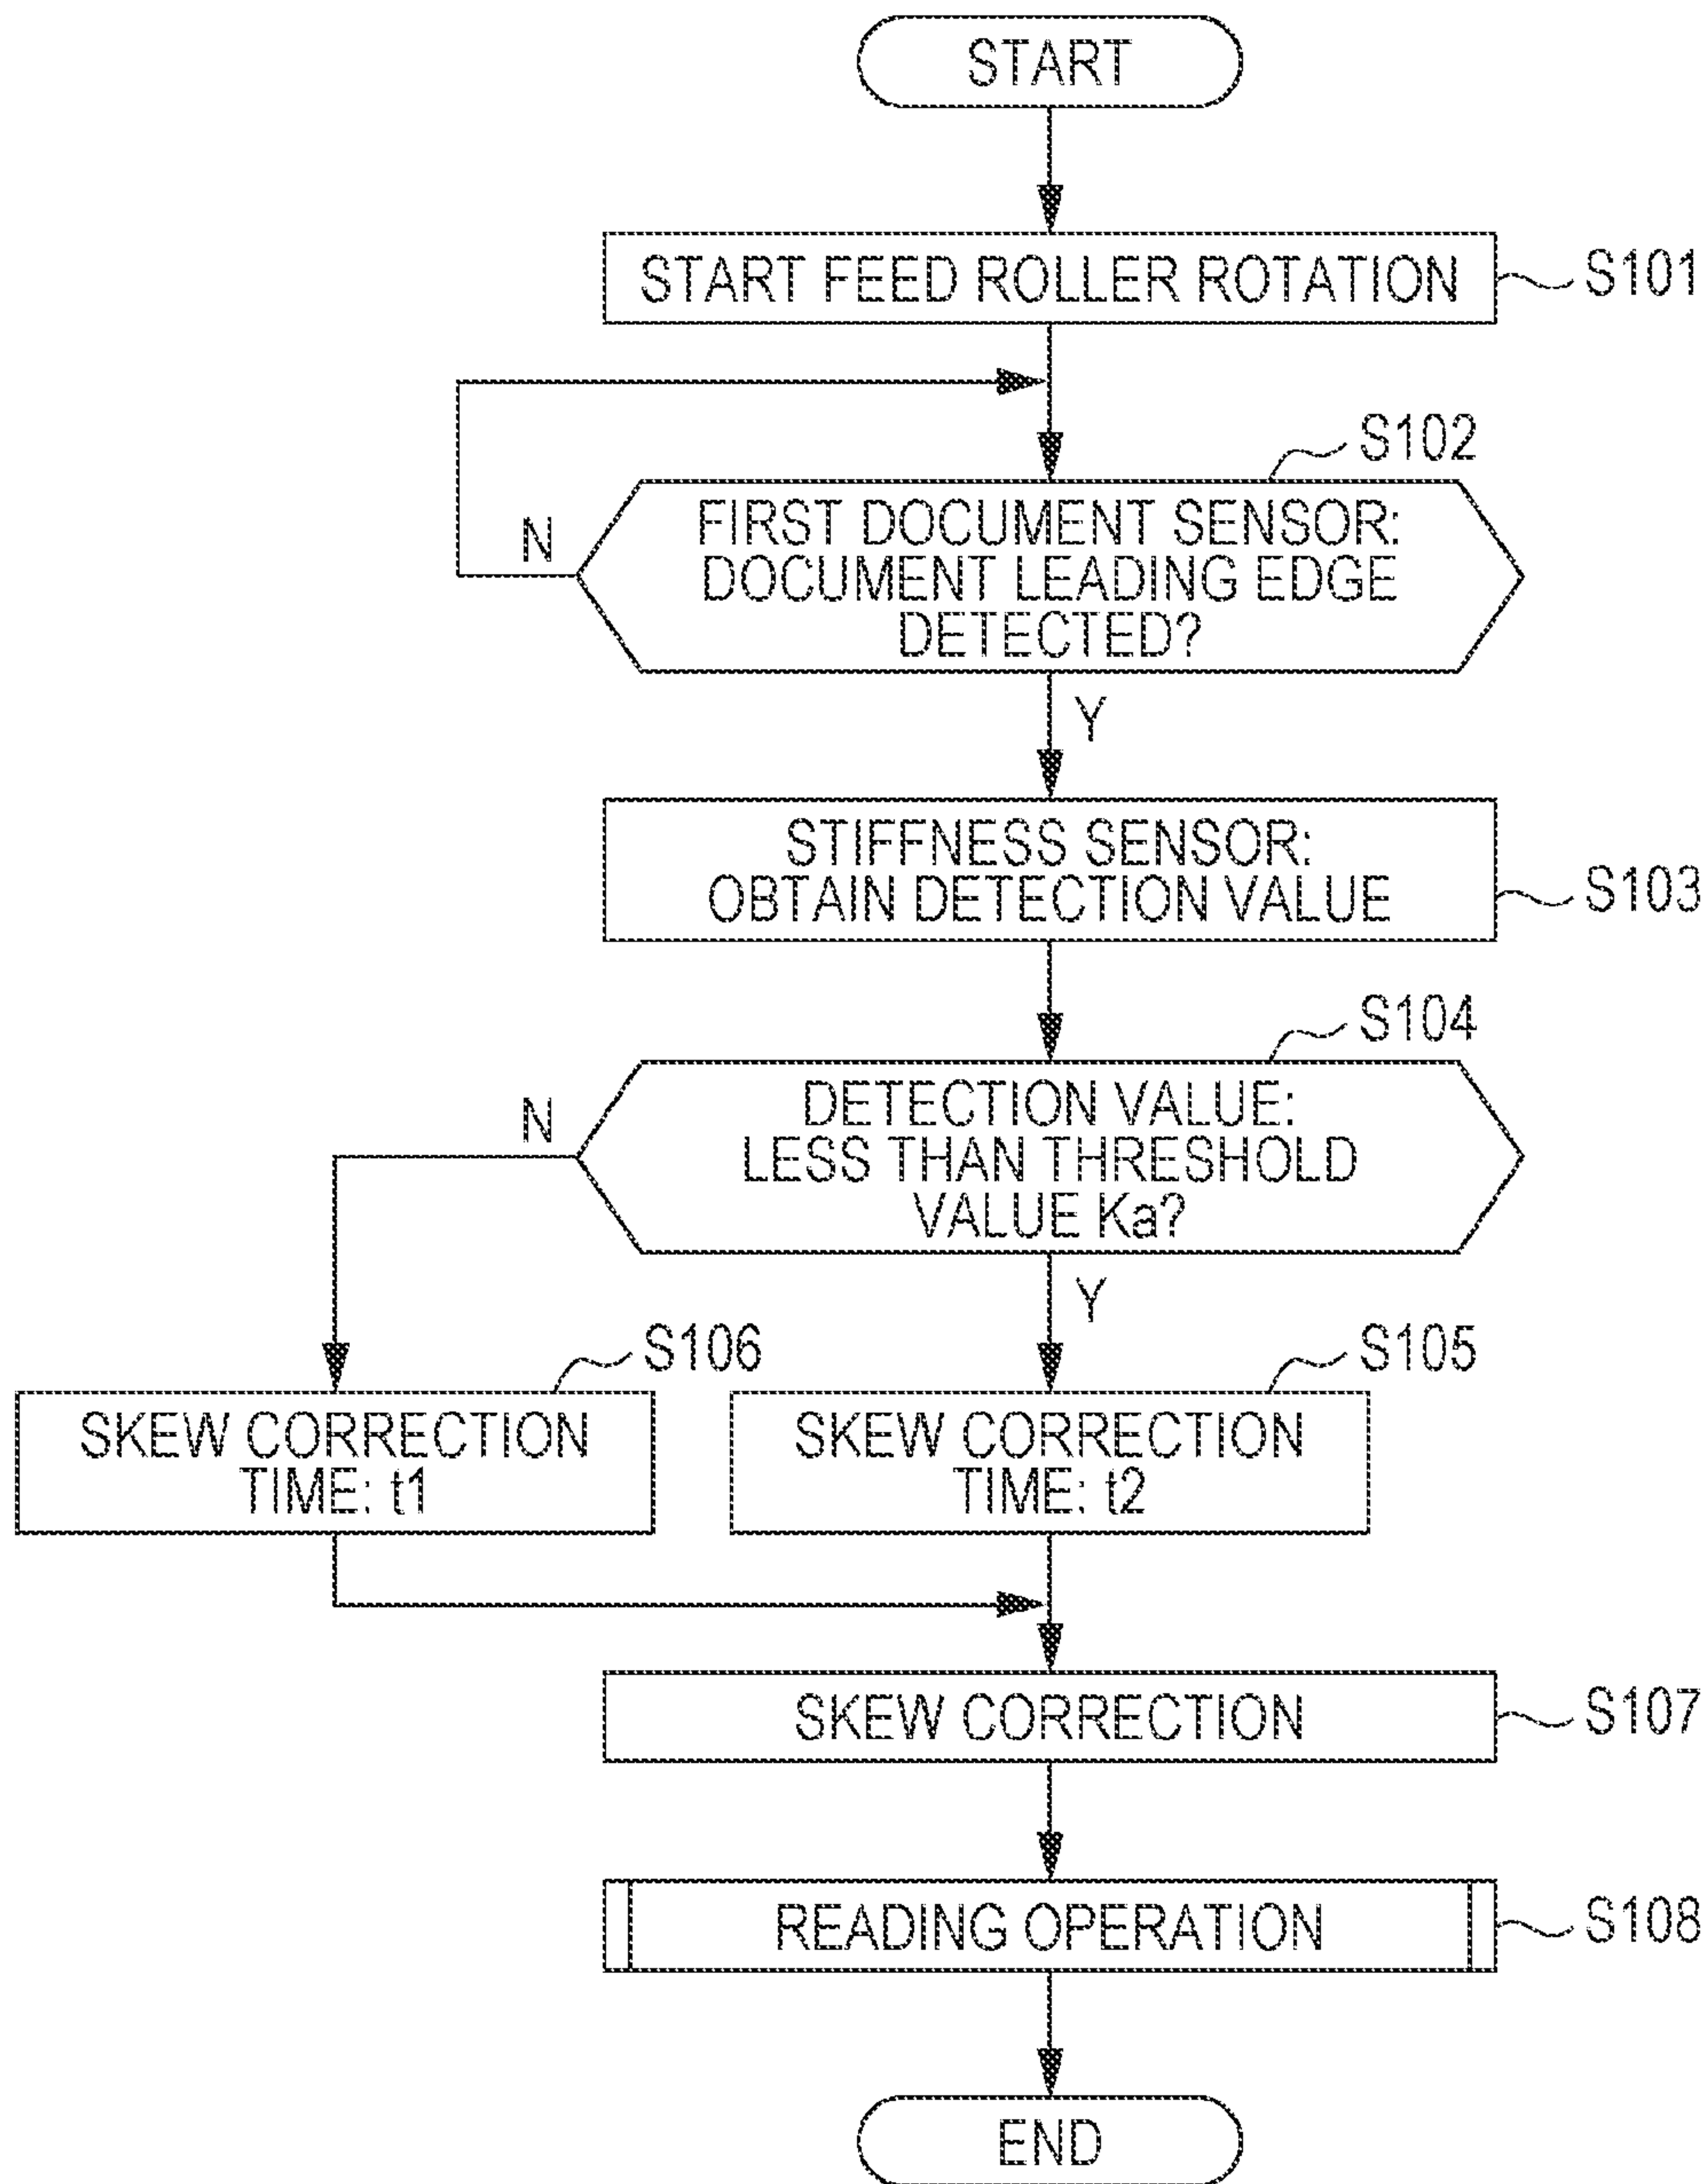 START
START FEED ROLLER ROTATION
S101
S102
FIRST DOCUMENT SENSOR:
DOCUMENT LEADING EDGE
DETECTED?
N
Y
STIFFNESS SENSOR:
OBTAIN DETECTION VALUE
S103
S104
DETECTION VALUE:
LESS THAN THRESHOLD
VALUE Ka?
N
Y
S106
SKEW CORRECTION
TIME: t1
S105
SKEW CORRECTION
TIME: t2
SKEW CORRECTION
S107
READING OPERATION
S108
END